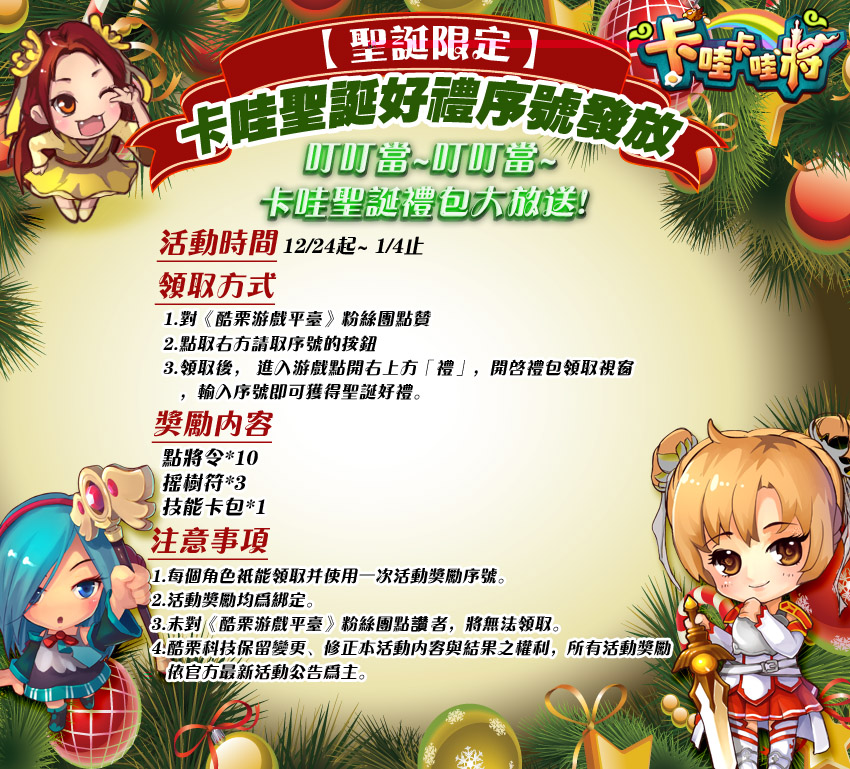 【聖誕限定】
卡哇卡哇將
卡哇聖誕好禮序號發放
叮叮當~叮叮當~
卡哇聖誕禮包大放送!
活動時間 12/24起~ 1/4止
領取方式
1.對《酷栗游戲平臺》粉絲團點贊
2.點取右方請取序號的按鈕
3.領取後， 進入游戲點開右上方「禮」，開啓禮包領取視窗
，輸入序號即可獲得聖誕好禮。
獎勵内容
點將令*10
摇樹符*3
技能卡包*1
注意事項
1.每個角色衹能領取并使用一次活動獎勵序號。
2.活動獎勵均爲綁定。
3.未對《酷栗游戲平臺》粉絲團點讚者，將無法領取。
4.酷栗科技保留變更、修正本活動内容與結果之權利，所有活動獎勵
依官方最新活動公告爲主。